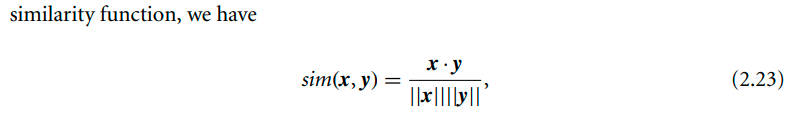 similarity function, we have
sim(x, y) = x · y / ||x||||y||, (2.23)